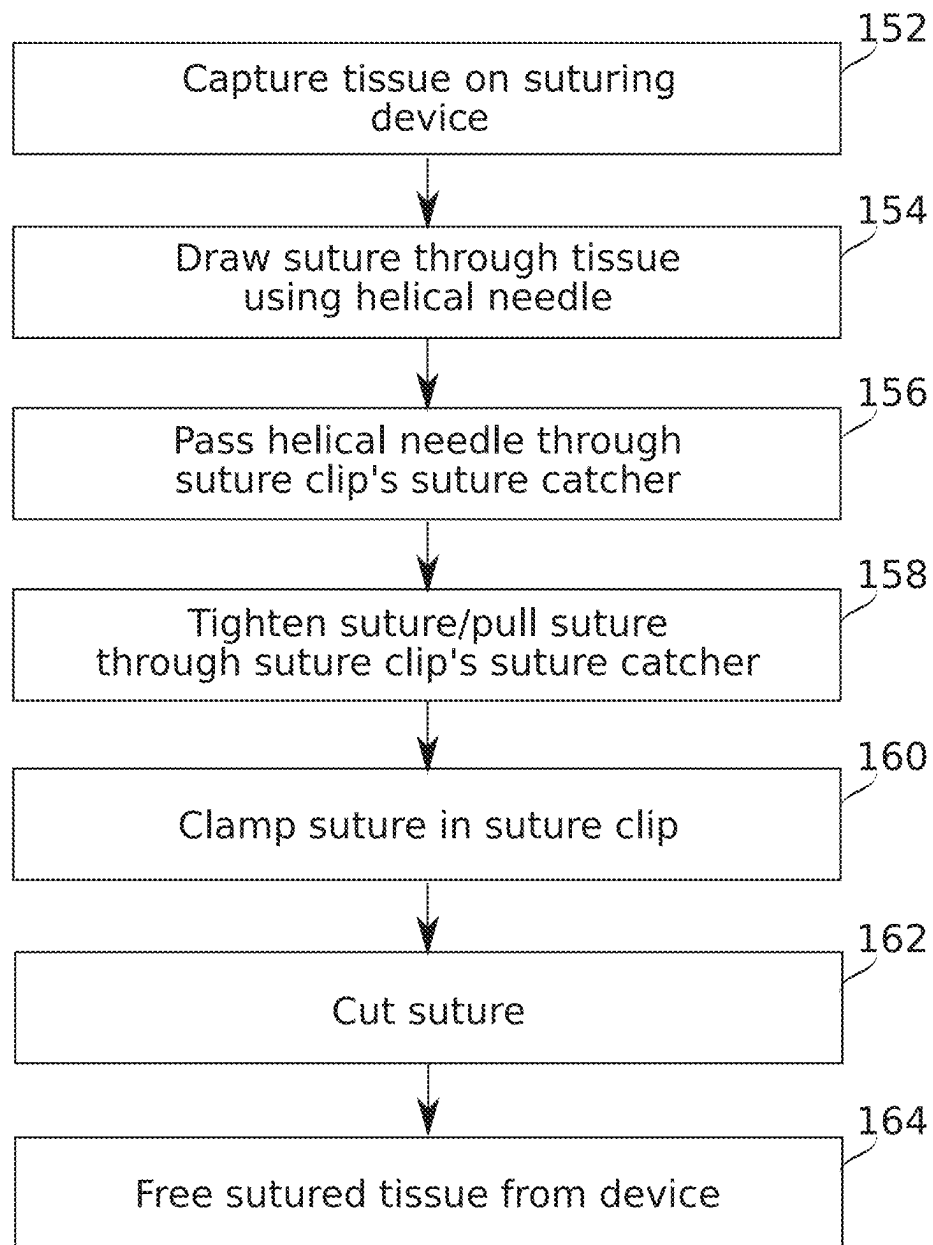 152
Capture tissue on suturing
device
154
Draw suture through tissue
using helical needle
156
Pass helical needle through
suture clip's suture catcher
158
Tighten suture/pull suture
through suture clip's suture catcher
160
Clamp suture in suture clip
162
Cut suture
164
Free sutured tissue from device